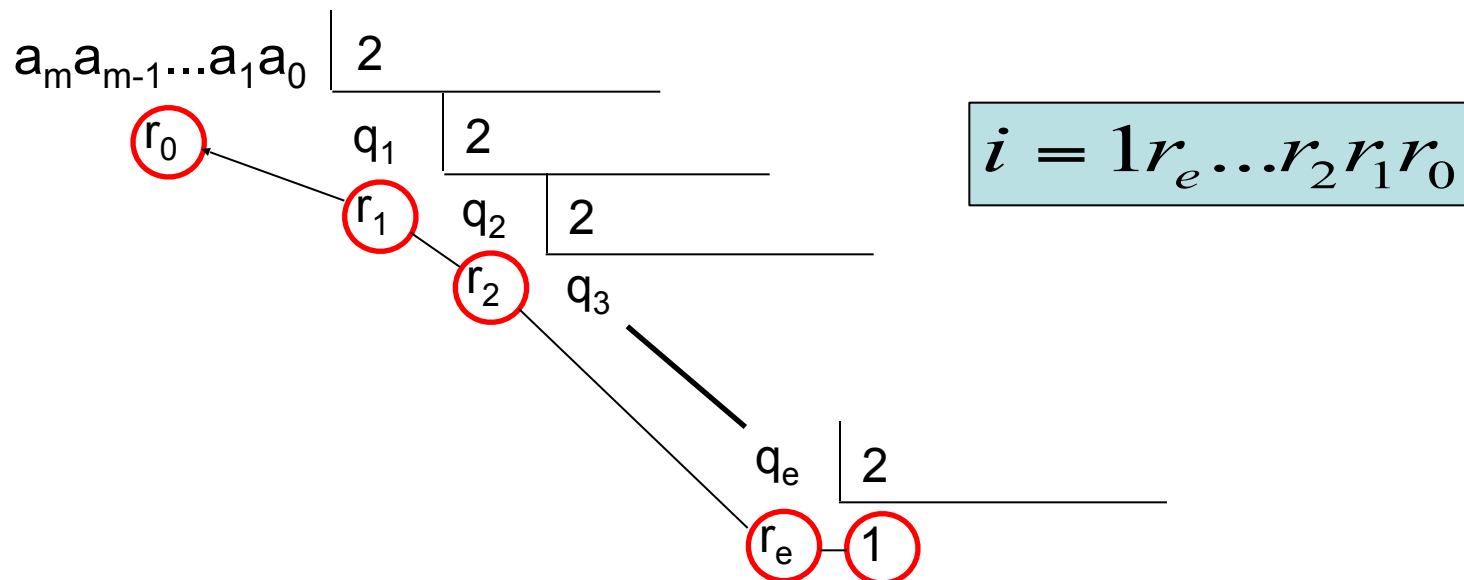 aₘaₘ₋₁...a₁a₀ 2
r₀ q₁ 2
r₁ q₂ 2
r₂ q₃
qₑ 2
rₑ 1
i = 1rₑ...r₂r₁r₀